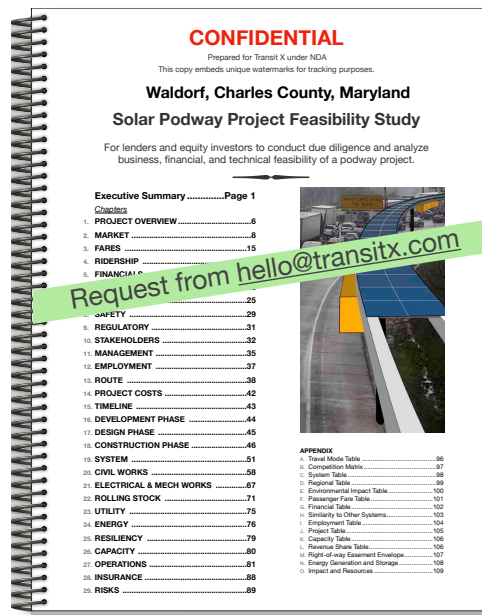 CONFIDENTIAL
Prepared for Transit X under NDA
This copy embeds unique watermarks for tracking purposes.
Waldorf, Charles County, Maryland
Solar Podway Project Feasibility Study
For lenders and equity investors to conduct due diligence and analyze
business, financial, and technical feasibility of a podway project.
Executive Summary.............Page 1
Chapters
1. PROJECT OVERVIEW..........................6
2. MARKET................................................8
3. FARES..................................................15
4. RIDERSHIP
5. FINANCIALS
Request from hello@transitx.com
25
SAFETY ................................................29
9. REGULATORY .....................................31
10. STAKEHOLDERS ................................32
11. MANAGEMENT ..................................35
12. EMPLOYMENT ...................................37
13. ROUTE ................................................38
14. PROJECT COSTS ...............................42
15. TIMELINE.............................................43
16. DEVELOPMENT PHASE .....................44
17. DESIGN PHASE...................................45
18. CONSTRUCTION PHASE ...................46
19. SYSTEM ..............................................51
20. CIVIL WORKS .....................................58
21. ELECTRICAL & MECH WORKS ..........67
22. ROLLING STOCK ...............................71
23. UTILITY ...............................................75
24. ENERGY ..............................................76
25. RESILIENCY ........................................79
26. CAPACITY ...........................................80
27. OPERATIONS ......................................81
28. INSURANCE ........................................88
29. RISKS ..................................................89
APPENDIX
A. Travel Mode Table....................................96
B. Competition Matrix..................................97
C. System Table...........................................98
D. Regional Table.........................................99
E. Environmental Impact Table....................100
F. Passenger Fare Table..............................101
G. Financial Table........................................102
H. Similarity to Other Systems.....................103
I. Employment Table...................................104
J. Project Table...........................................105
K. Capacity Table........................................106
L. Revenue Share Table...............................106
M. Right-of-way Easement Envelope...........107
N. Energy Generation and Storage..............108
O. Impact and Resources............................109